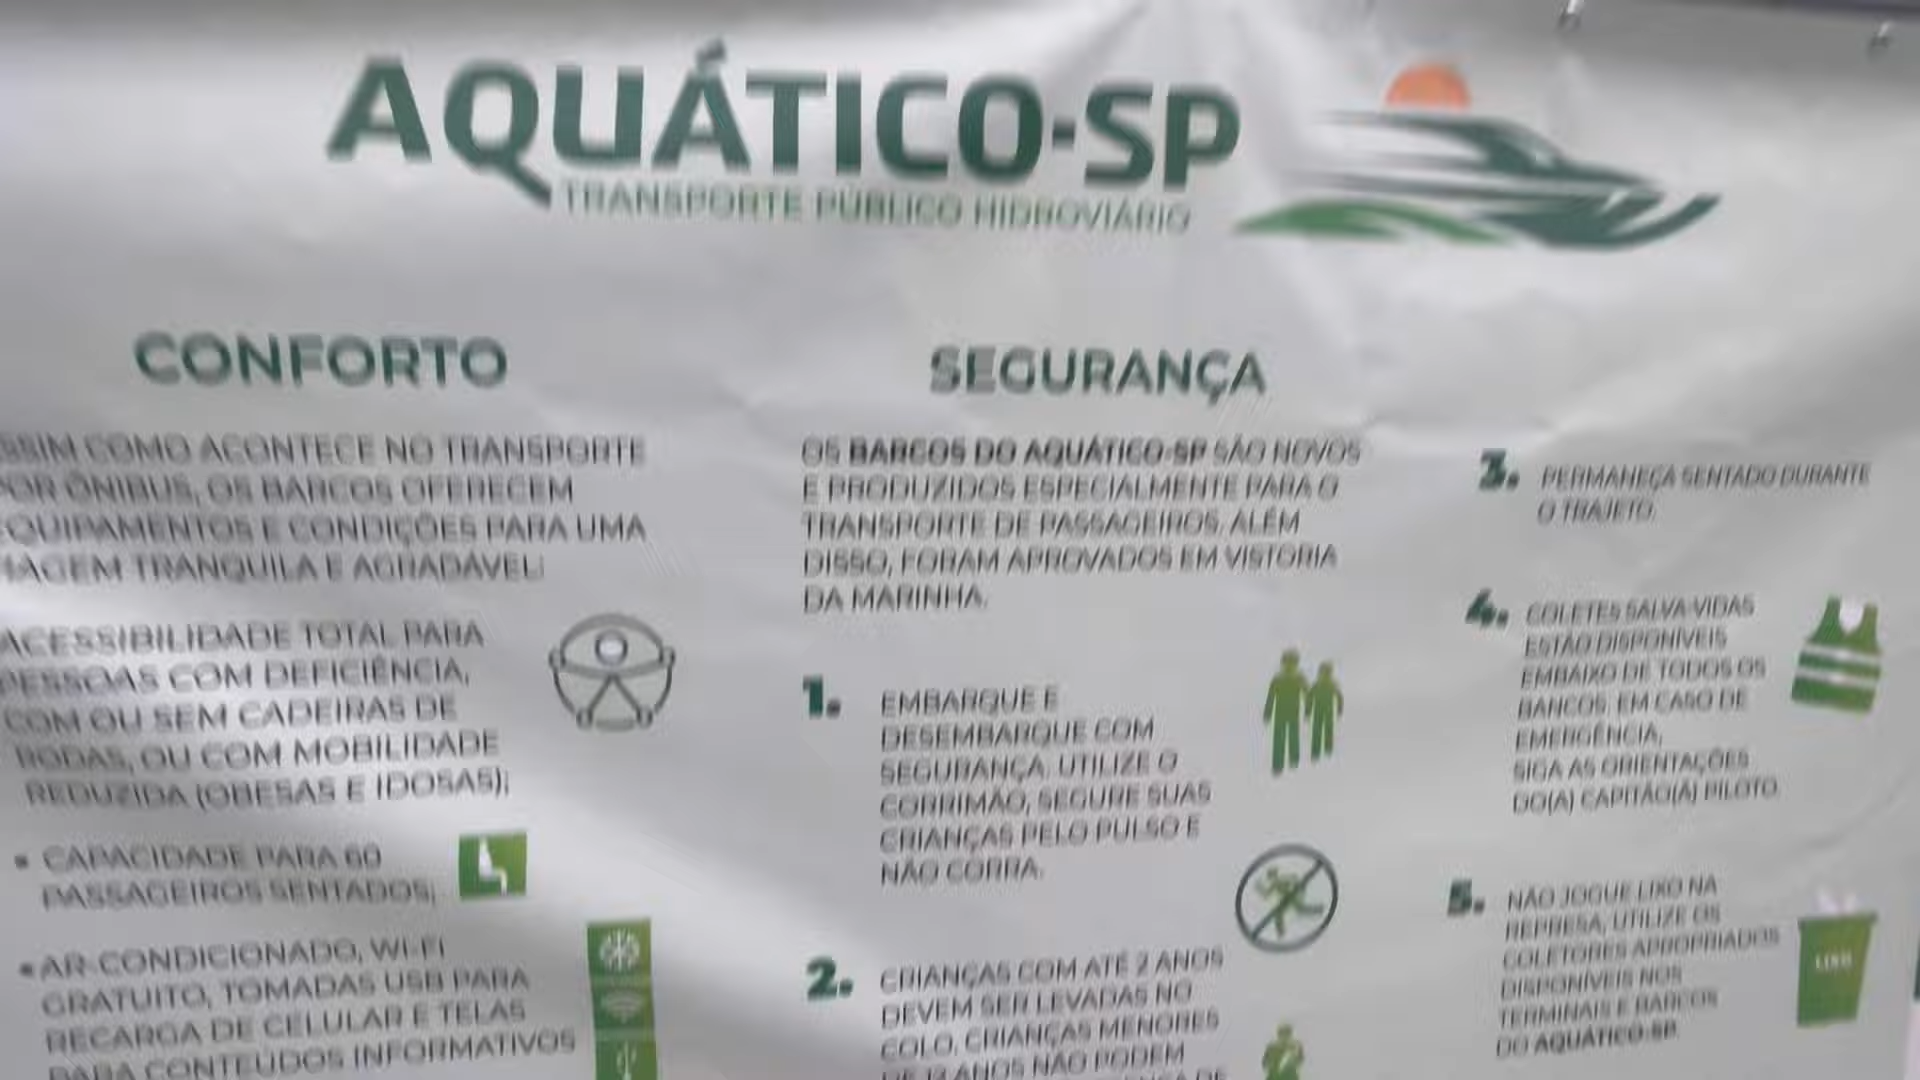 AQUÁTICO-SP
TRANSPORTE PÚBLICO HIDROVIÁRIO
CONFORTO
SSIM COMO ACONTECE NO TRANSPORTE
OR ÔNIBUS, OS BARCOS OFERECEM
QUIPAMENTOS E CONDIÇÕES PARA UMA
IAGEM TRANQUILA E AGRADÁVEL:
ACESSIBILIDADE TOTAL PARA
PESSOAS COM DEFICIÊNCIA,
COM OU SEM CADEIRAS DE
RODAS, OU COM MOBILIDADE
REDUZIDA (OBESAS E IDOSAS);
• CAPACIDADE PARA 60
PASSAGEIROS SENTADOS;
• AR-CONDICIONADO, WI-FI
GRATUITO, TOMADAS USB PARA
RECARGA DE CELULAR E TELAS
PARA CONTEÚDOS INFORMATIVOS
SEGURANÇA
OS BARCOS DO AQUÁTICO-SP SÃO NOVOS
E PRODUZIDOS ESPECIALMENTE PARA O
TRANSPORTE DE PASSAGEIROS. ALÉM
DISSO, FORAM APROVADOS EM VISTORIA
DA MARINHA.
1. EMBARQUE E
DESEMBARQUE COM
SEGURANÇA. UTILIZE O
CORRIMÃO, SEGURE SUAS
CRIANÇAS PELO PULSO E
NÃO CORRA.
2. CRIANÇAS COM ATÉ 2 ANOS
DEVEM SER LEVADAS NO
COLO. CRIANÇAS MENORES
DE 12 ANOS NÃO PODEM
3. PERMANEÇA SENTADO DURANTE
O TRAJETO.
4. COLETES SALVA-VIDAS
ESTÃO DISPONÍVEIS
EMBAIXO DE TODOS OS
BANCOS. EM CASO DE
EMERGÊNCIA,
SIGA AS ORIENTAÇÕES
DO(A) CAPITÃO(Ã) PILOTO.
5. NÃO JOGUE LIXO NA
REPRESA, UTILIZE OS
COLETORES APROPRIADOS
DISPONÍVEIS NOS
TERMINAIS E BARCOS
DO AQUÁTICO-SP.
LIXO